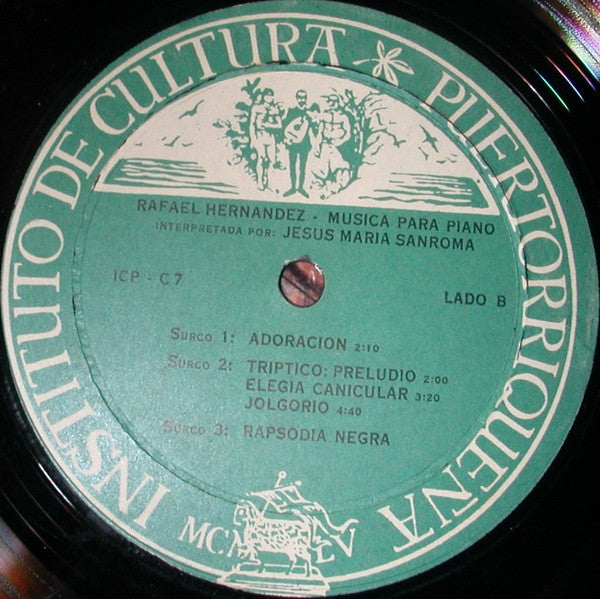 INSTITUTO DE CULTURA PUERTORRIQUEÑA
RAFAEL HERNANDEZ - MUSICA PARA PIANO
INTERPRETADA POR: JESUS MARIA SANROMA
ICP - C7
LADO B
SURCO 1: ADORACION 2:10
SURCO 2: TRIPTICO: PRELUDIO 2:00
ELEGIA CANICULAR 3:20
JOLGORIO 4:40
SURCO 3: RAPSODIA NEGRA